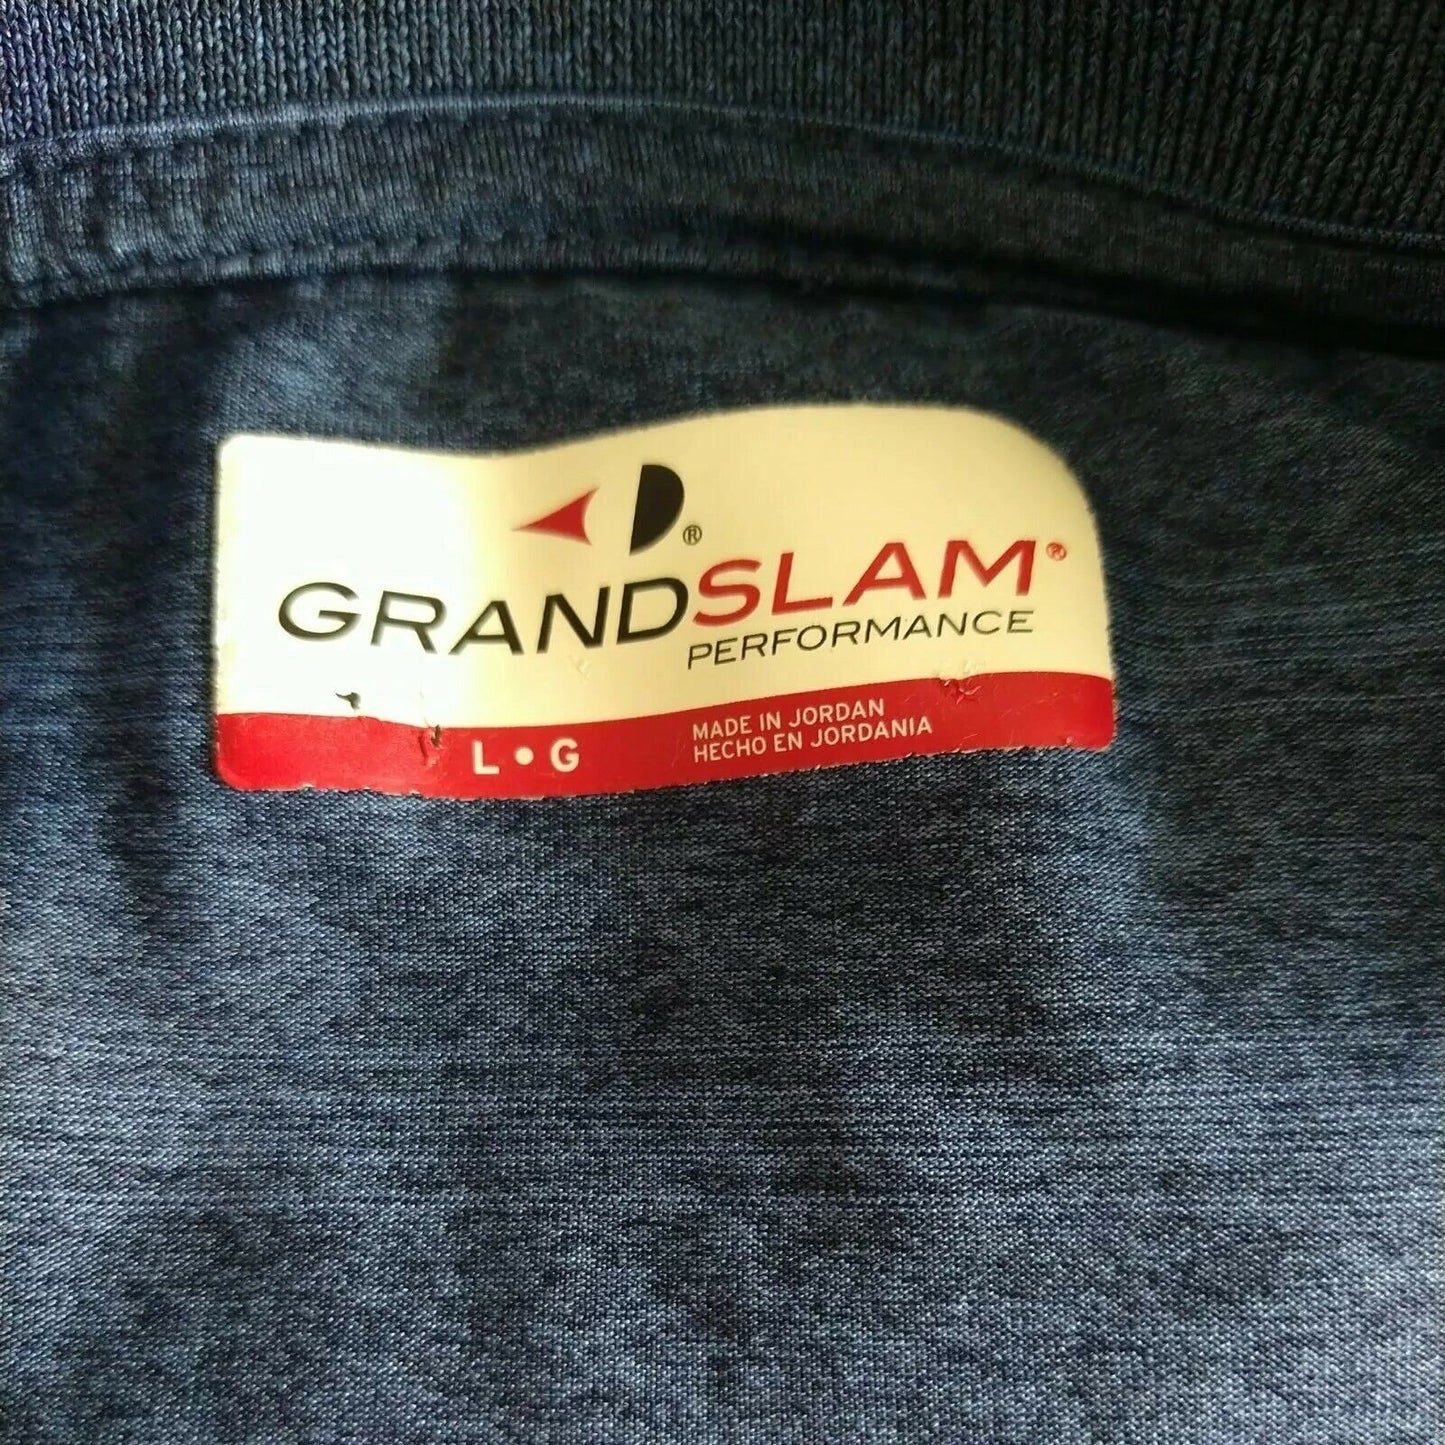 ®
GRANDSLAM®
PERFORMANCE
L • G
MADE IN JORDAN
HECHO EN JORDANIA